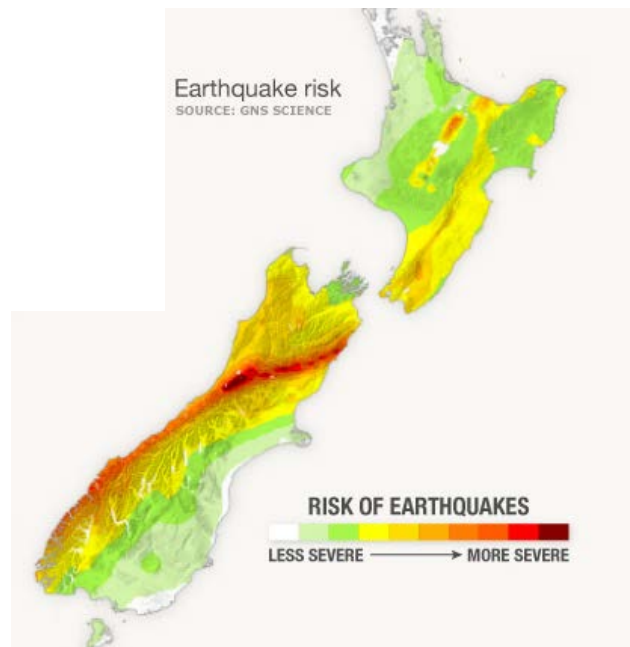 Earthquake risk
SOURCE: GNS SCIENCE
RISK OF EARTHQUAKES
LESS SEVERE MORE SEVERE